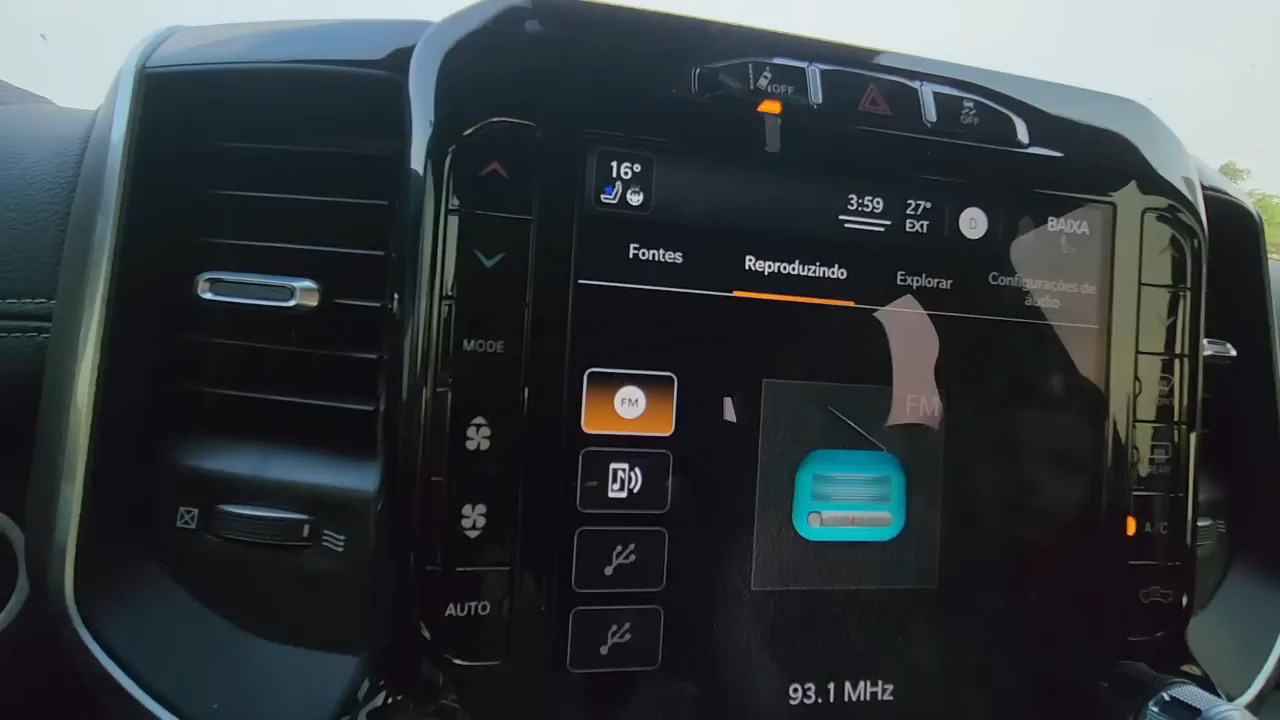 OFF
OFF
16°
3:59
27°
EXT
D
BAIXA
Fontes
Reproduzindo
Explorar
Configurações de
áudio
MODE
FM
FM
REAR
A/C
AUTO
93.1 MHz